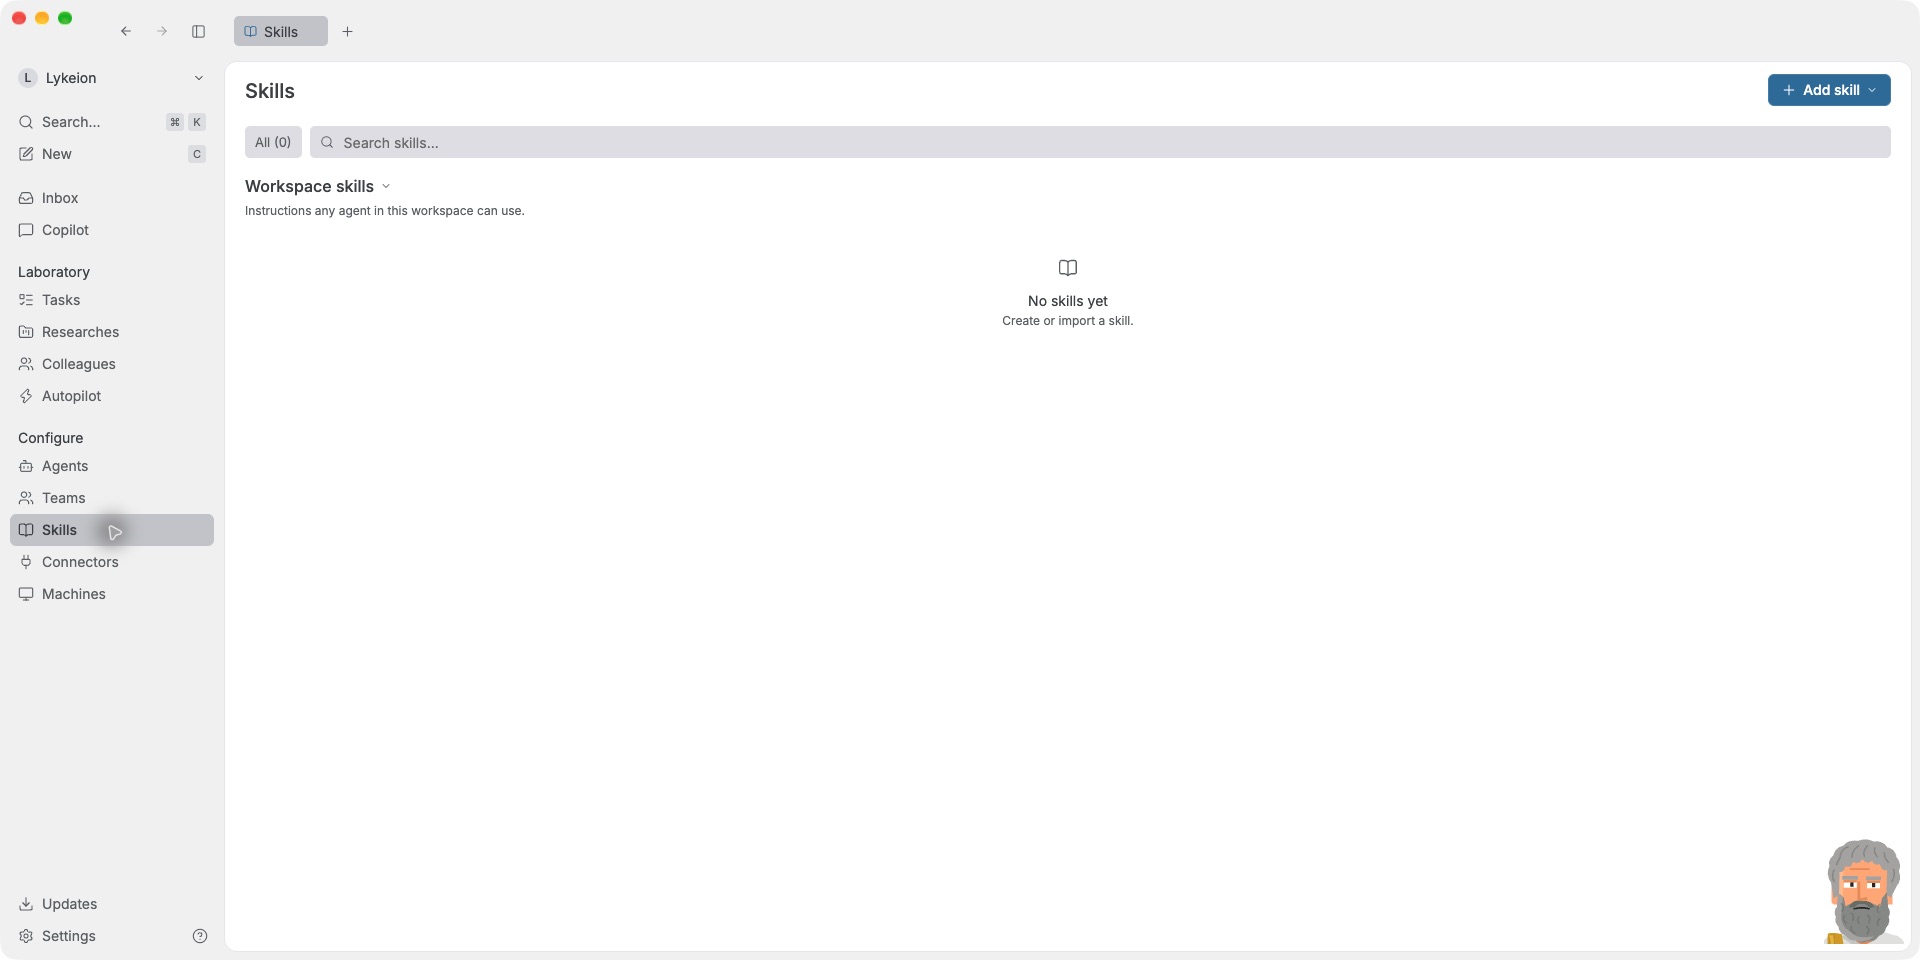 Skills
L Lykeion
Search... ⌘ K
New C
Inbox
Copilot
Laboratory
Tasks
Researches
Colleagues
Autopilot
Configure
Agents
Teams
Skills
Connectors
Machines
Updates
Settings
Skills
Add skill
All (0)
Search skills...
Workspace skills
Instructions any agent in this workspace can use.
No skills yet
Create or import a skill.